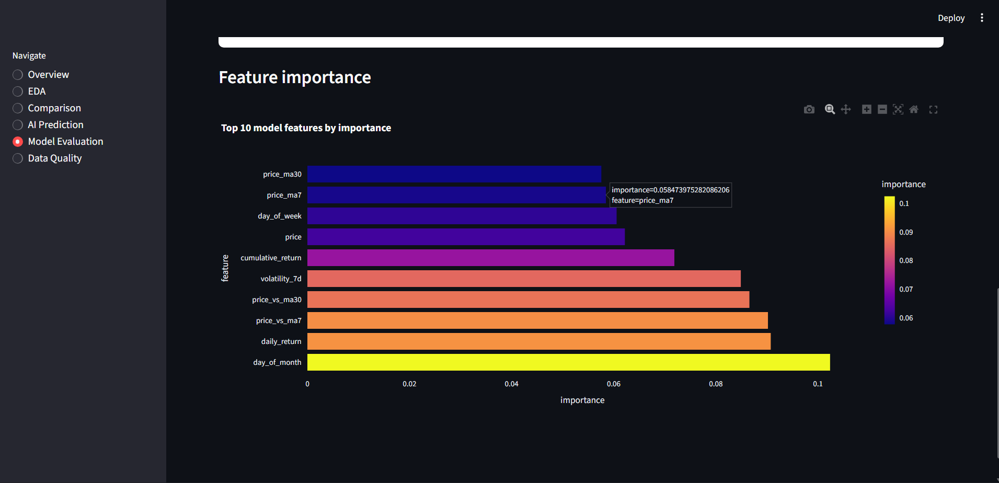 Deploy
Navigate
Overview
EDA
Comparison
AI Prediction
Model Evaluation
Data Quality
Feature importance
Top 10 model features by importance
price_ma30
price_ma7
day_of_week
price
cumulative_return
volatility_7d
price_vs_ma30
price_vs_ma7
daily_return
day_of_month
feature
importance=0.058473975282086206
feature=price_ma7
0
0.02
0.04
0.06
0.08
0.1
importance
importance
0.1
0.09
0.08
0.07
0.06